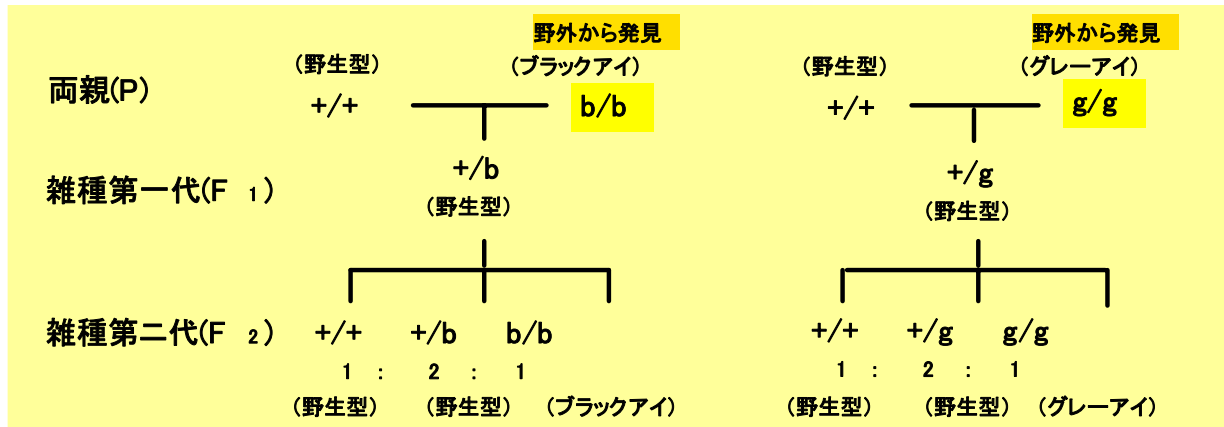 野外から発見 野外から発見
(野生型) (ブラックアイ) (野生型) (グレーアイ)
両親(P) +/+ b/b +/+ g/g
+/b +/g
雑種第一代(F 1)
(野生型) (野生型)
雑種第二代(F 2) +/+ +/b b/b +/+ +/g g/g
1 : 2 : 1 1 : 2 : 1
(野生型) (野生型) (ブラックアイ) (野生型) (野生型) (グレーアイ)